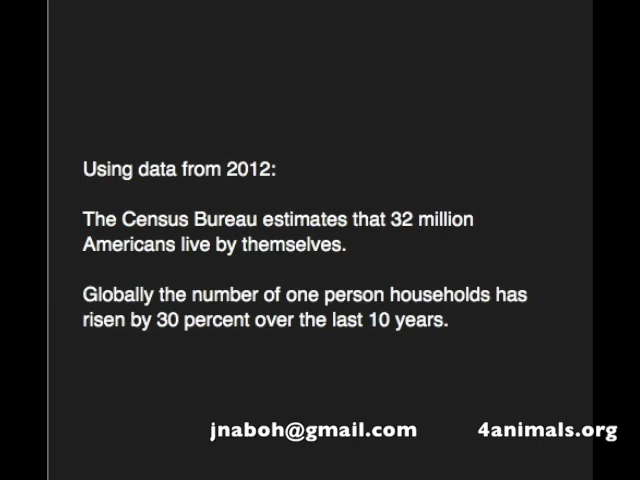 Using data from 2012:
The Census Bureau estimates that 32 million
Americans live by themselves.
Globally the number of one person households has
risen by 30 percent over the last 10 years.
jnaboh@gmail.com 4animals.org